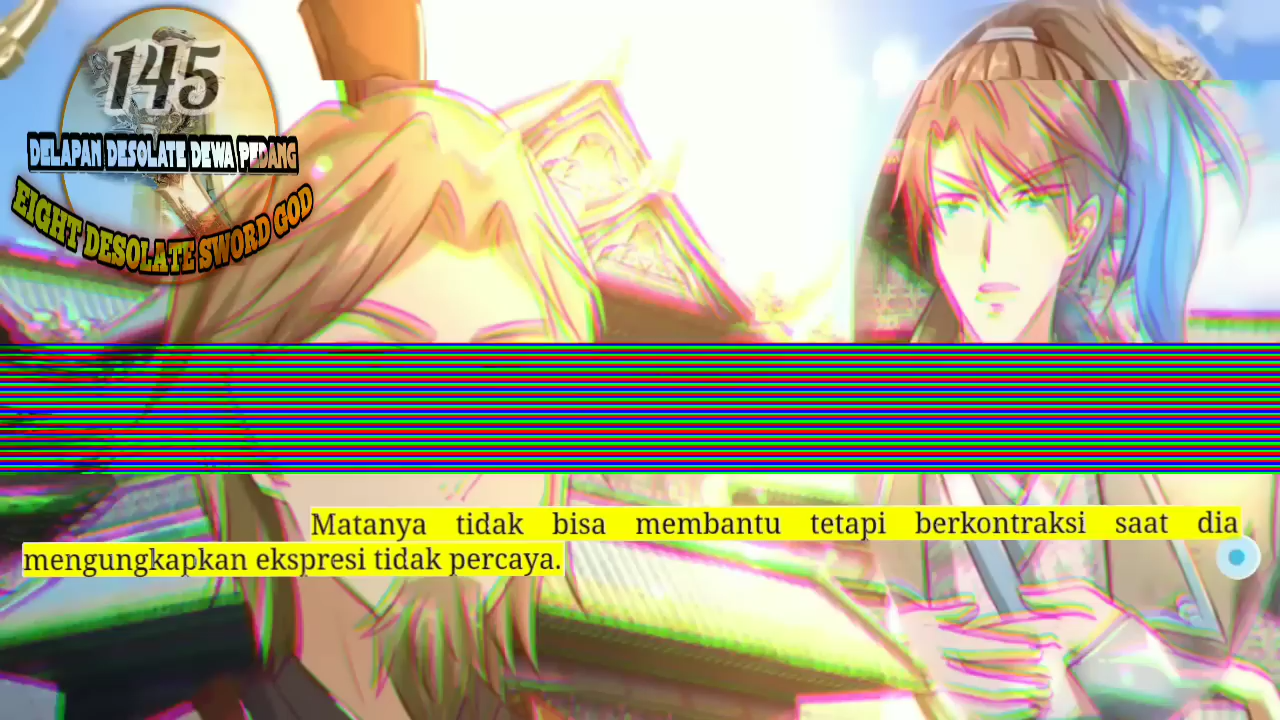 145
DELAPAN DESOLATE DEWA PEDANG
EIGHT DESOLATE SWORD GOD
Matanya tidak bisa membantu tetapi berkontraksi saat dia
mengungkapkan ekspresi tidak percaya.